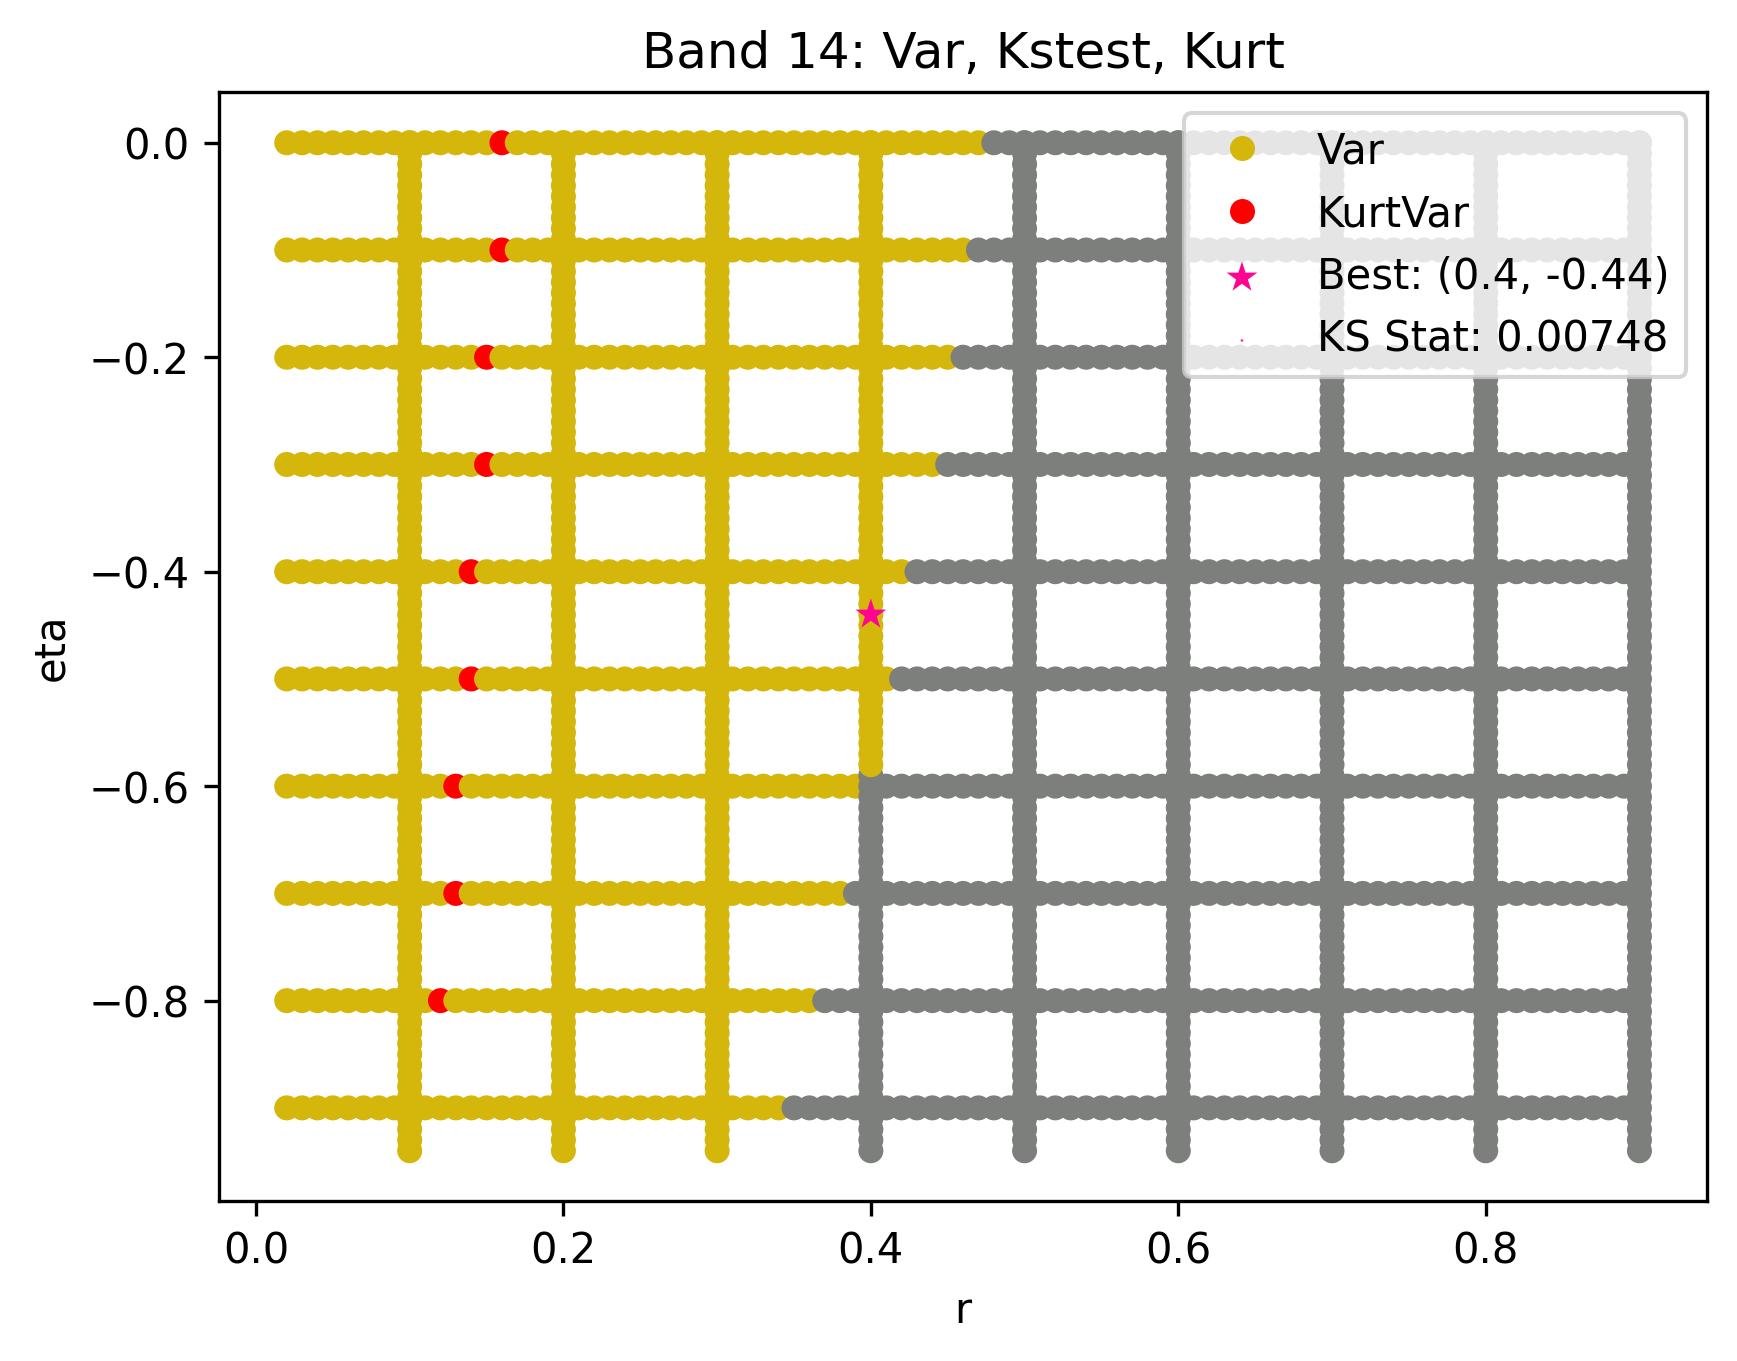 Band 14: Var, Kstest, Kurt
Var
KurtVar
Best: (0.4, -0.44)
KS Stat: 0.00748
0.0
−0.2
−0.4
−0.6
−0.8
eta
0.0 0.2 0.4 0.6 0.8
r